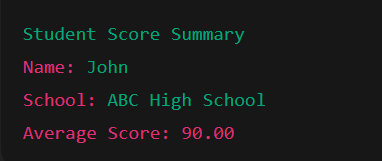 Student Score Summary
Name: John
School: ABC High School
Average Score: 90.00